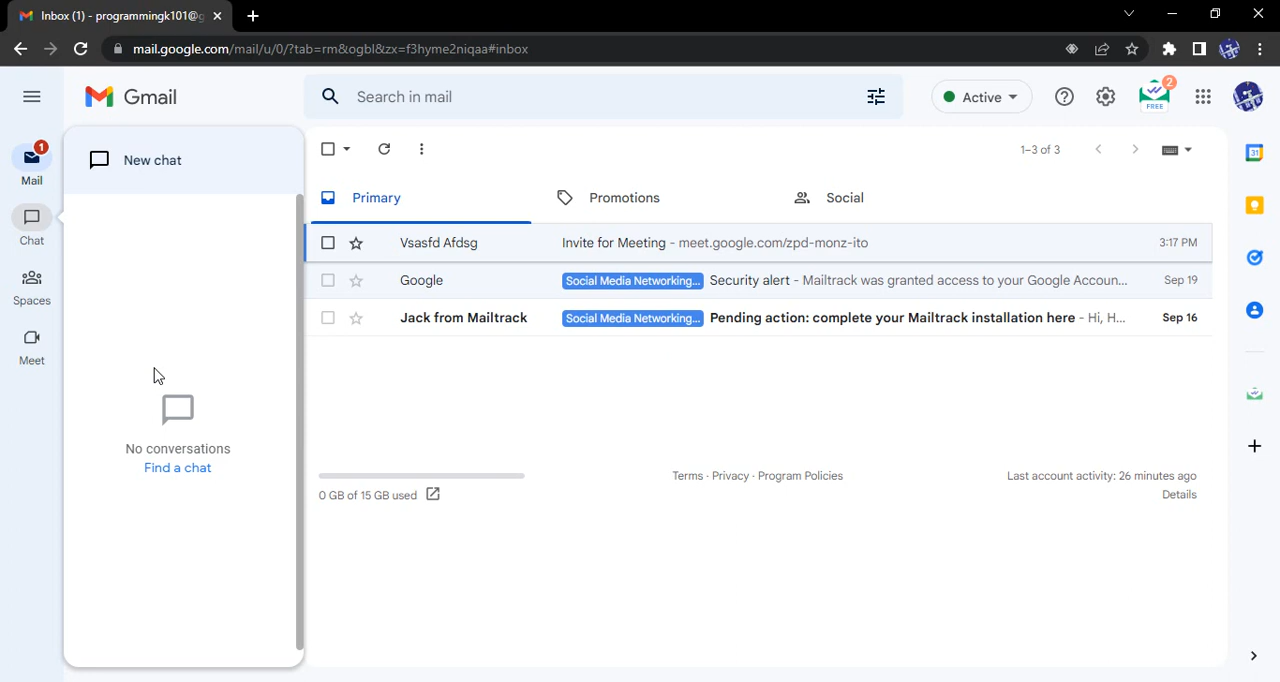 Inbox (1) - programmingk101@g
mail.google.com/mail/u/0/?tab=rm&ogbl&zx=f3hyme2niqaa#inbox
Gmail
Search in mail
Active
2
FREE
1
Mail
Chat
Spaces
Meet
New chat
No conversations
Find a chat
1–3 of 3
Primary
Promotions
Social
Vsasfd Afdsg Invite for Meeting - meet.google.com/zpd-monz-ito 3:17 PM
Google Social Media Networking... Security alert - Mailtrack was granted access to your Google Accoun... Sep 19
Jack from Mailtrack Social Media Networking... Pending action: complete your Mailtrack installation here - Hi, H... Sep 16
0 GB of 15 GB used
Terms · Privacy · Program Policies
Last account activity: 26 minutes ago
Details
31